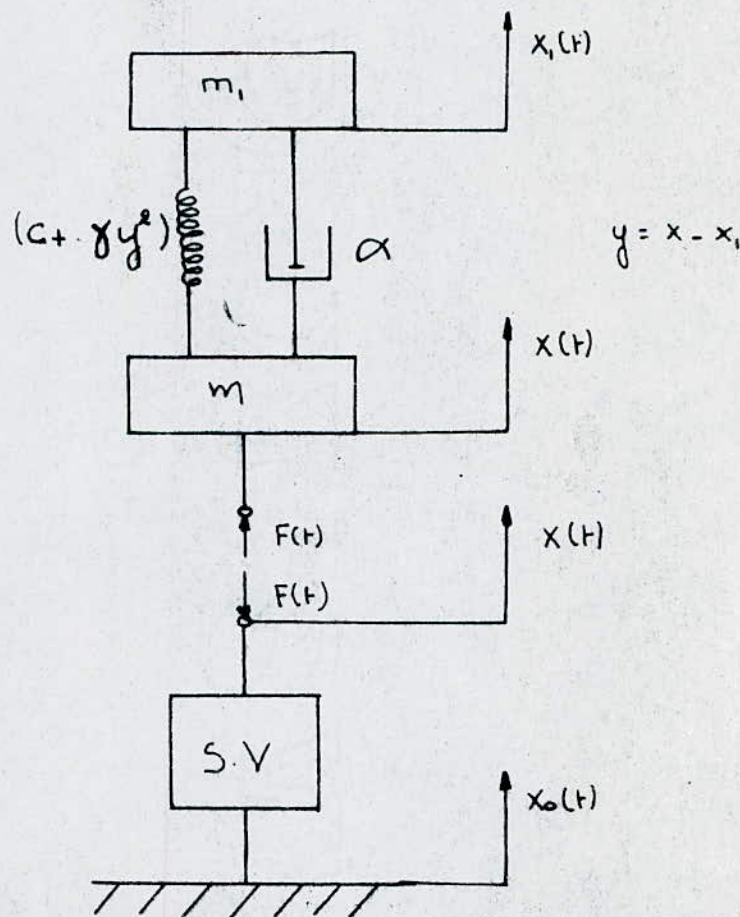 x₁(t)
m₁
(C + γy²)
α
y = x - x₁
x(t)
m
F(t)
x(t)
F(t)
S.V
x₀(t)